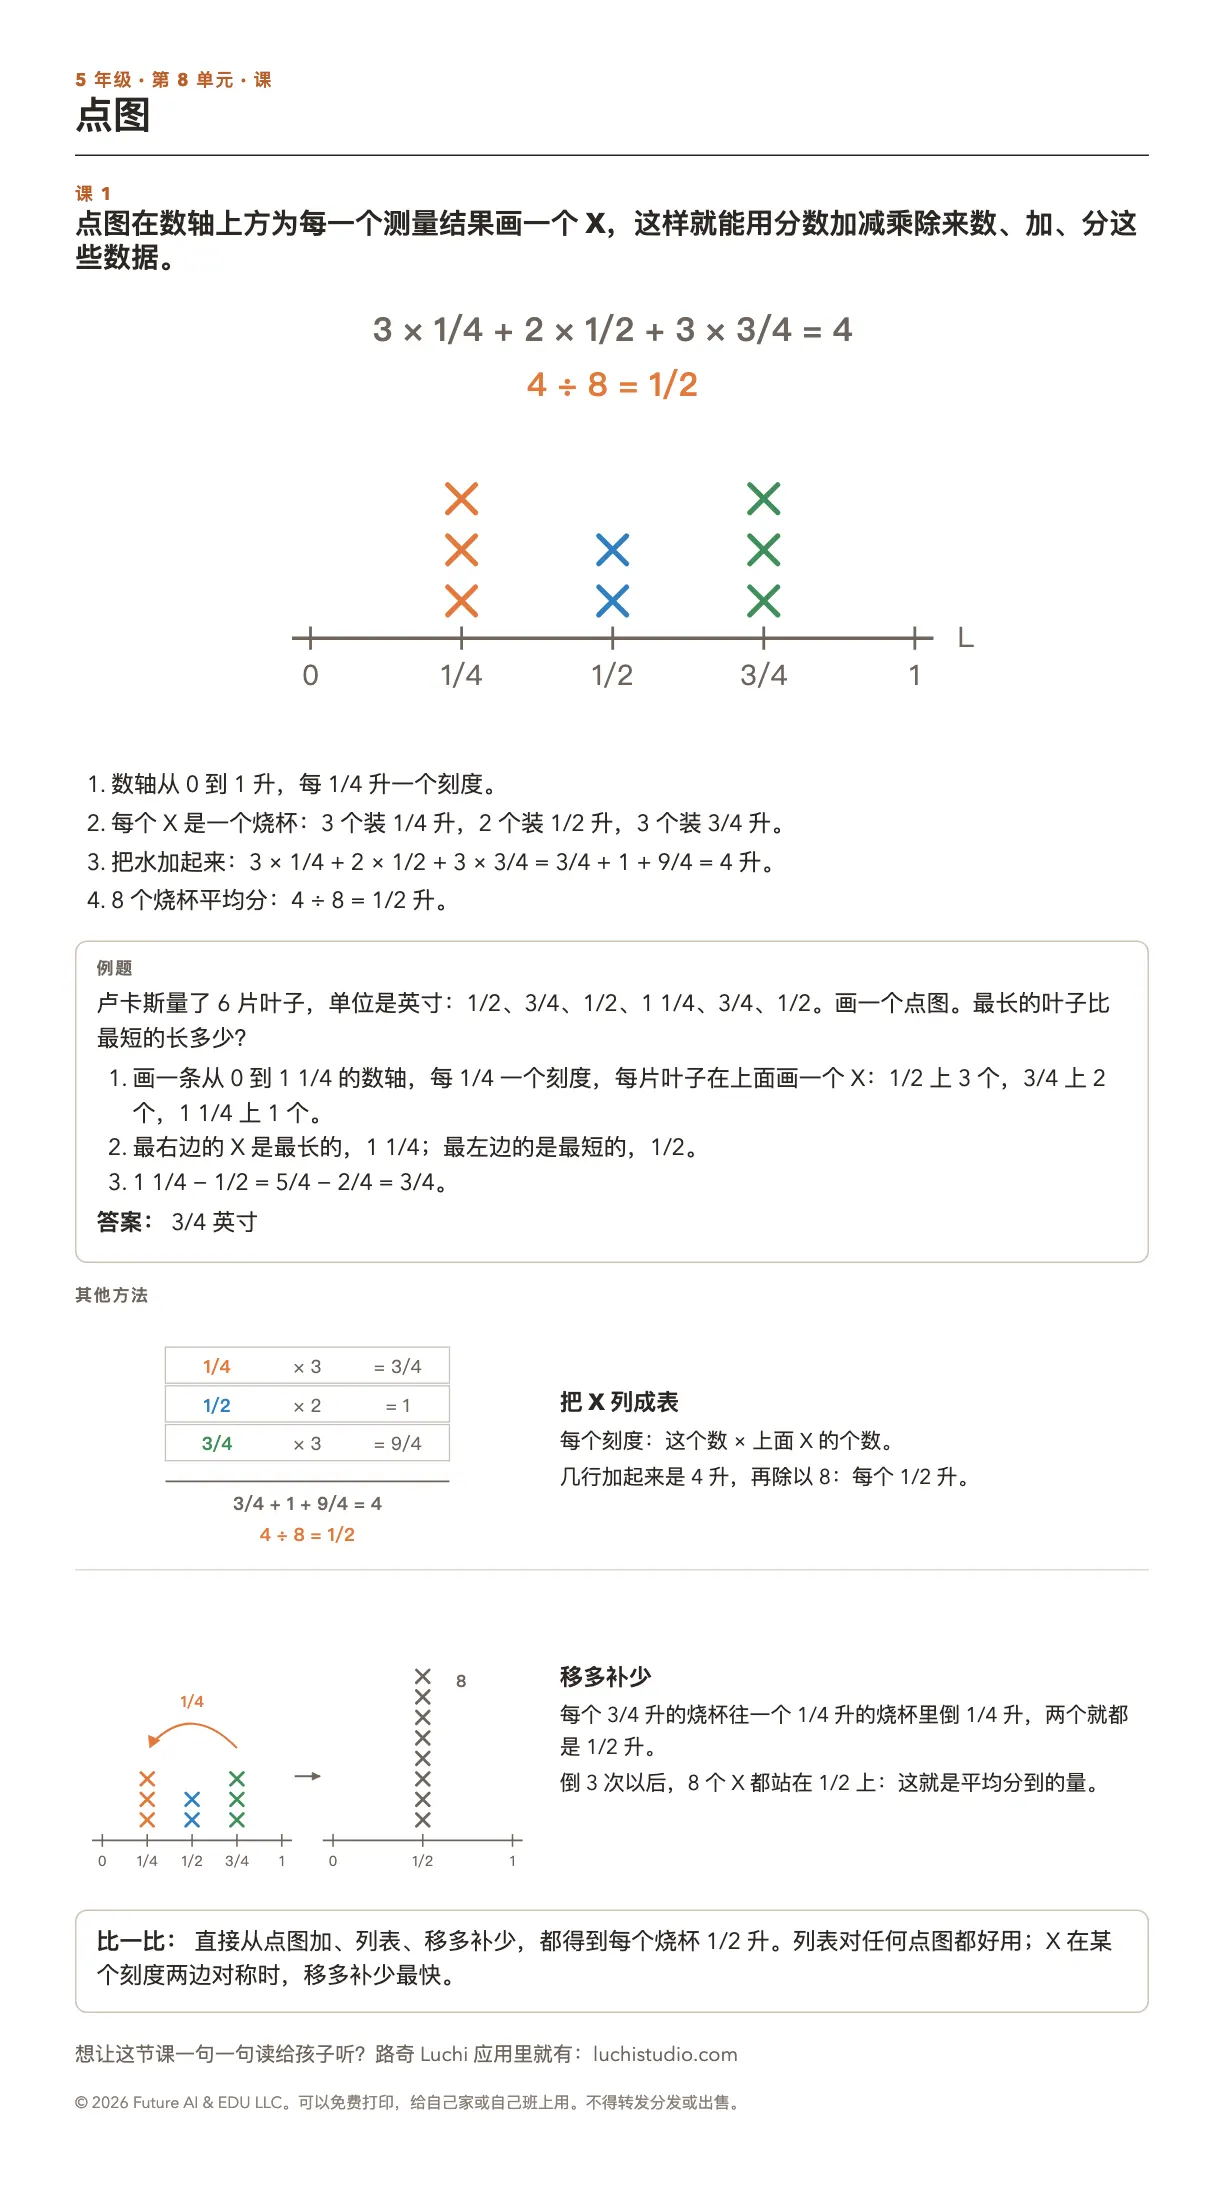 5 年级 · 第 8 单元 · 课
点图
课 1
点图在数轴上方为每一个测量结果画一个 X，这样就能用分数加减乘除来数、加、分这
些数据。
3 × 1/4 + 2 × 1/2 + 3 × 3/4 = 4
4 ÷ 8 = 1/2
L
0 1/4 1/2 3/4 1
1. 数轴从 0 到 1 升，每 1/4 升一个刻度。
2. 每个 X 是一个烧杯：3 个装 1/4 升，2 个装 1/2 升，3 个装 3/4 升。
3. 把水加起来：3 × 1/4 + 2 × 1/2 + 3 × 3/4 = 3/4 + 1 + 9/4 = 4 升。
4. 8 个烧杯平均分：4 ÷ 8 = 1/2 升。
例题
卢卡斯量了 6 片叶子，单位是英寸：1/2、3/4、1/2、1 1/4、3/4、1/2。画一个点图。最长的叶子比
最短的长多少？
1. 画一条从 0 到 1 1/4 的数轴，每 1/4 一个刻度，每片叶子在上面画一个 X：1/2 上 3 个，3/4 上 2
个，1 1/4 上 1 个。
2. 最右边的 X 是最长的，1 1/4；最左边的是最短的，1/2。
3. 1 1/4 − 1/2 = 5/4 − 2/4 = 3/4。
答案： 3/4 英寸
其他方法
1/4 × 3 = 3/4
1/2 × 2 = 1
3/4 × 3 = 9/4
3/4 + 1 + 9/4 = 4
4 ÷ 8 = 1/2
把 X 列成表
每个刻度：这个数 × 上面 X 的个数。
几行加起来是 4 升，再除以 8：每个 1/2 升。
1/4
8
0 1/4 1/2 3/4 1
0 1/2 1
移多补少
每个 3/4 升的烧杯往一个 1/4 升的烧杯里倒 1/4 升，两个就都
是 1/2 升。
倒 3 次以后，8 个 X 都站在 1/2 上：这就是平均分到的量。
比一比： 直接从点图加、列表、移多补少，都得到每个烧杯 1/2 升。列表对任何点图都好用；X 在某
个刻度两边对称时，移多补少最快。
想让这节课一句一句读给孩子听？路奇 Luchi 应用里就有：luchistudio.com
© 2026 Future AI & EDU LLC。可以免费打印，给自己家或自己班上用。不得转发分发或出售。